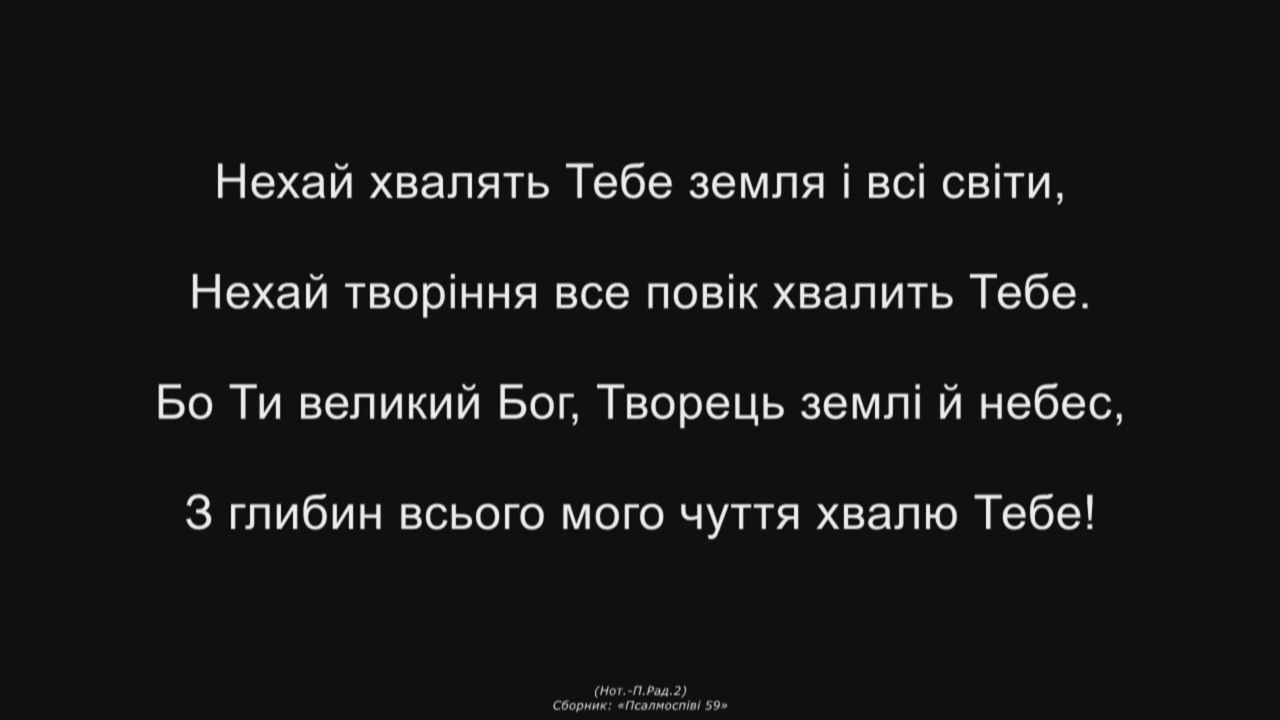 Нехай хвалять Тебе земля і всі світи,
Нехай творіння все повік хвалить Тебе.
Бо Ти великий Бог, Творець землі й небес,
З глибин всього мого чуття хвалю Тебе!
(Нот.-П.Рад.2)
Сборник: «Псалмоспіві 59»